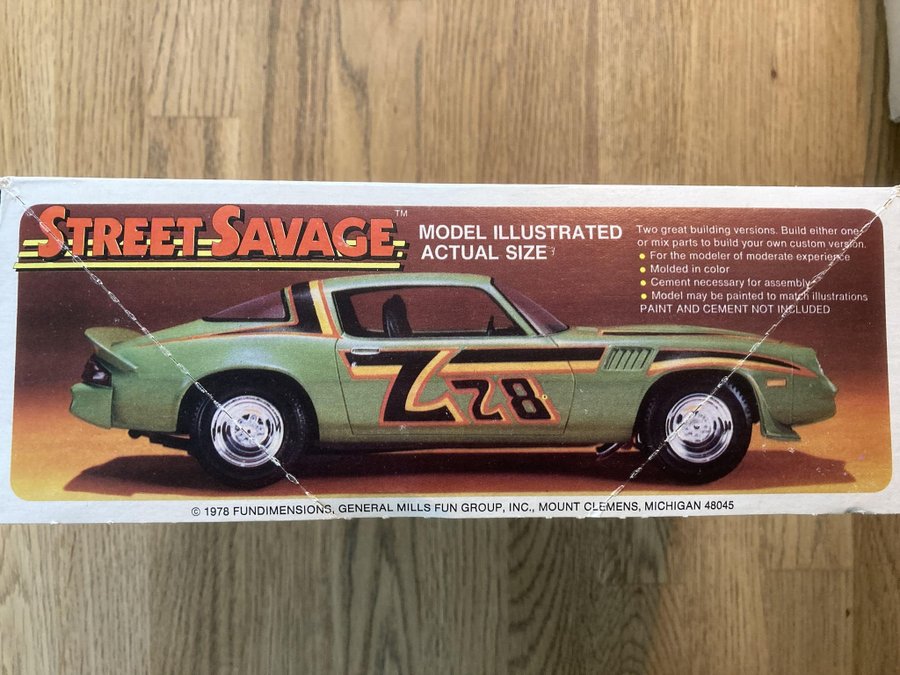 STREET SAVAGE™
MODEL ILLUSTRATED
ACTUAL SIZE
Two great building versions. Build either one
or mix parts to build your own custom version.
• For the modeler of moderate experience
• Molded in color
• Cement necessary for assembly
• Model may be painted to match illustrations
PAINT AND CEMENT NOT INCLUDED
Z Z28
© 1978 FUNDIMENSIONS, GENERAL MILLS FUN GROUP, INC., MOUNT CLEMENS, MICHIGAN 48045